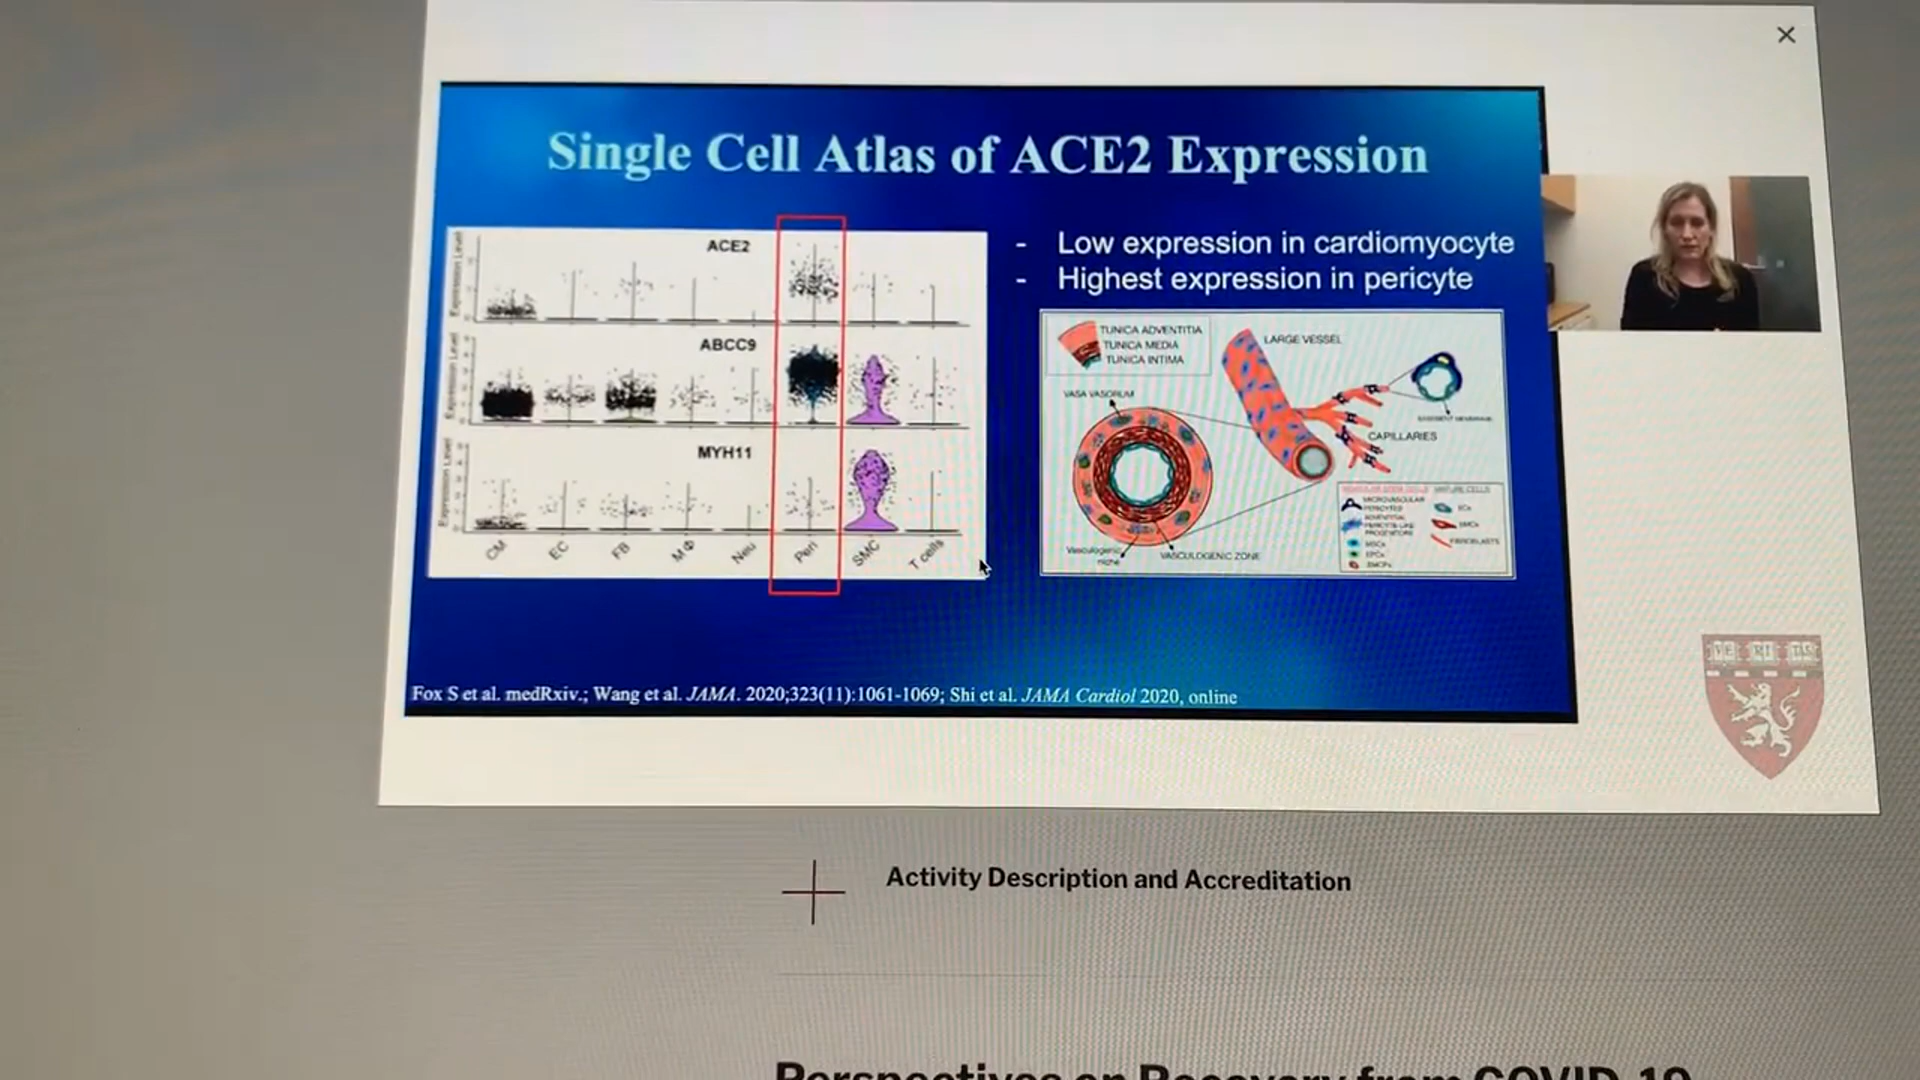 Single Cell Atlas of ACE2 Expression
- Low expression in cardiomyocyte
- Highest expression in pericyte
ACE2
Expression Level
ABCC9
Expression Level
MYH11
Expression Level
CM
EC
FB
MΦ
Neu
Peri
SMC
T cells
TUNICA ADVENTITIA
TUNICA MEDIA
TUNICA INTIMA
LARGE VESSEL
VASA VASORUM
BASEMENT MEMBRANE
CAPILLARIES
Vasculogenic
niche
VASCULOGENIC ZONE
MATURE CELLS
MICROVASCULAR
PERICYTES
ADVENTITIAL
PERICYTE-LIKE
PROGENITORS
MSCs
EPCs
SMCPs
ECs
SMCs
FIBROBLASTS
Fox S et al. medRxiv.; Wang et al. JAMA. 2020;323(11):1061-1069; Shi et al. JAMA Cardiol 2020, online
VE RI TAS
Activity Description and Accreditation
Perspectives on Recovery from COVID-19